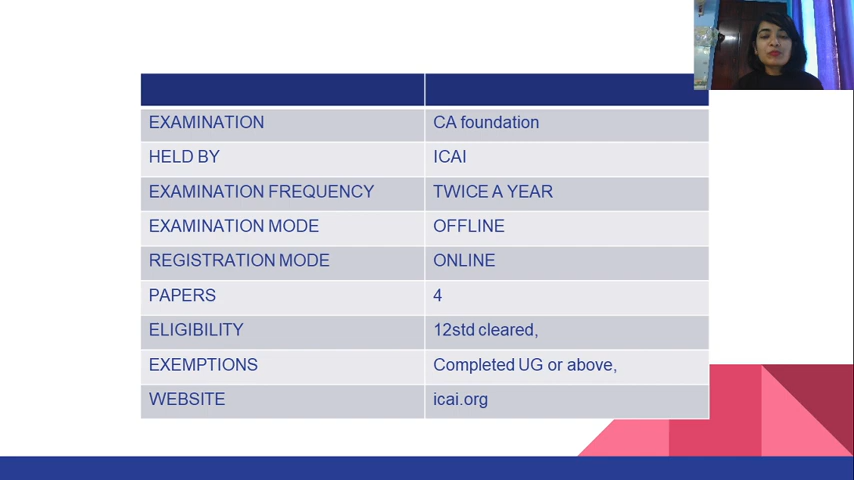 EXAMINATION CA foundation
HELD BY ICAI
EXAMINATION FREQUENCY TWICE A YEAR
EXAMINATION MODE OFFLINE
REGISTRATION MODE ONLINE
PAPERS 4
ELIGIBILITY 12std cleared,
EXEMPTIONS Completed UG or above,
WEBSITE icai.org